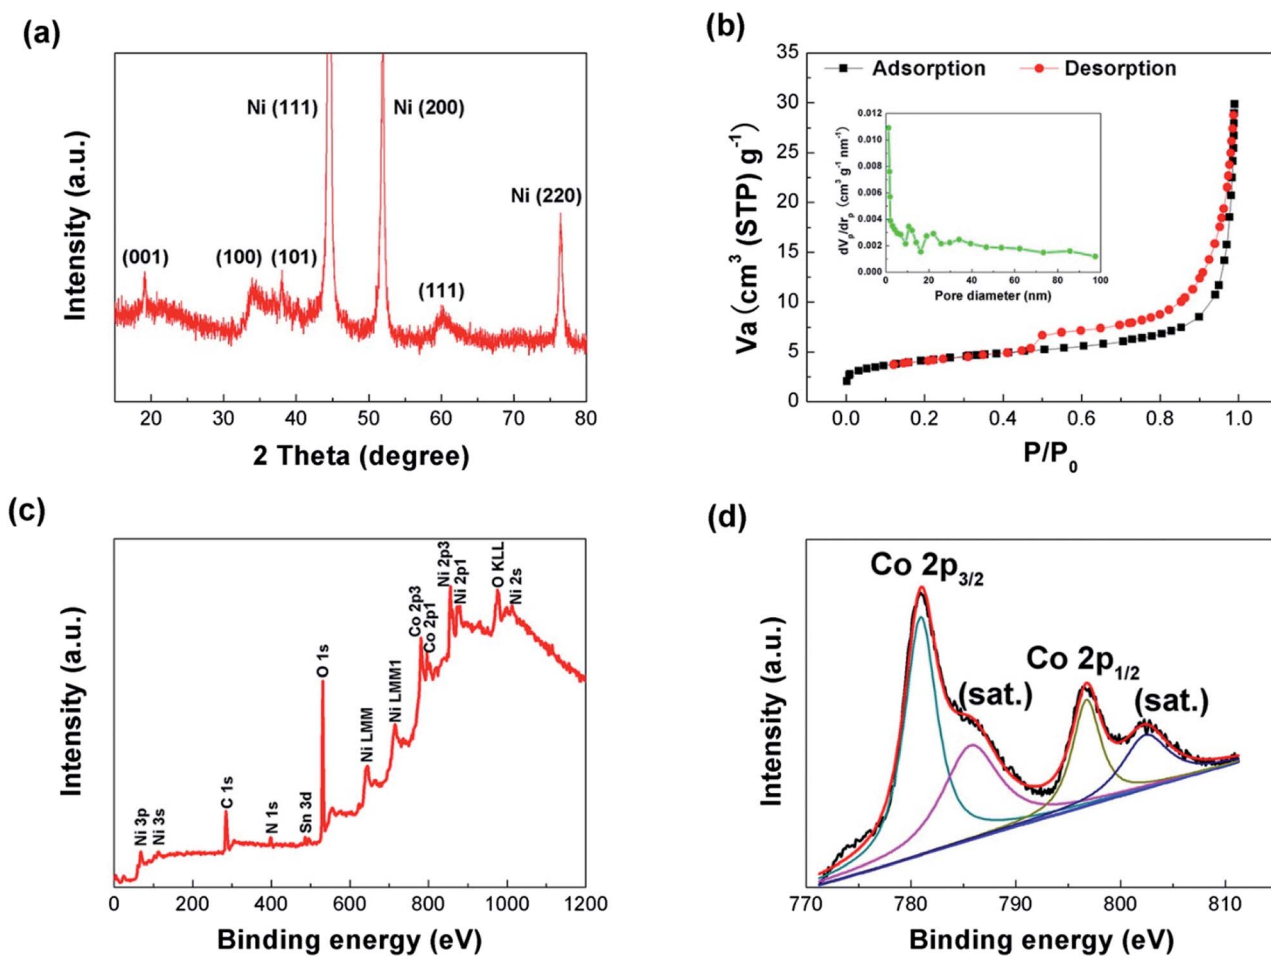 (a)
Intensity (a.u.)
Ni (111)
Ni (200)
Ni (220)
(001)
(100)
(101)
(111)
20 30 40 50 60 70 80
2 Theta (degree)
(b)
Va (cm³ (STP) g⁻¹
35
30
25
20
15
10
5
0
Adsorption
Desorption
dVₚ/drₚ (cm³ g⁻¹ nm⁻¹)
0.012
0.010
0.008
0.006
0.004
0.002
0.000
0 20 40 60 80 100
Pore diameter (nm)
0.0 0.2 0.4 0.6 0.8 1.0
P/P₀
(c)
Intensity (a.u.)
Ni 3p
Ni 3s
C 1s
N 1s
Sn 3d
O 1s
Ni LMM
Ni LMM1
Co 2p3
Co 2p1
Ni 2p3
Ni 2p1
O KLL
Ni 2s
0 200 400 600 800 1000 1200
Binding energy (eV)
(d)
Intensity (a.u.)
Co 2p₃/₂
(sat.)
Co 2p₁/₂
(sat.)
770 780 790 800 810
Binding energy (eV)